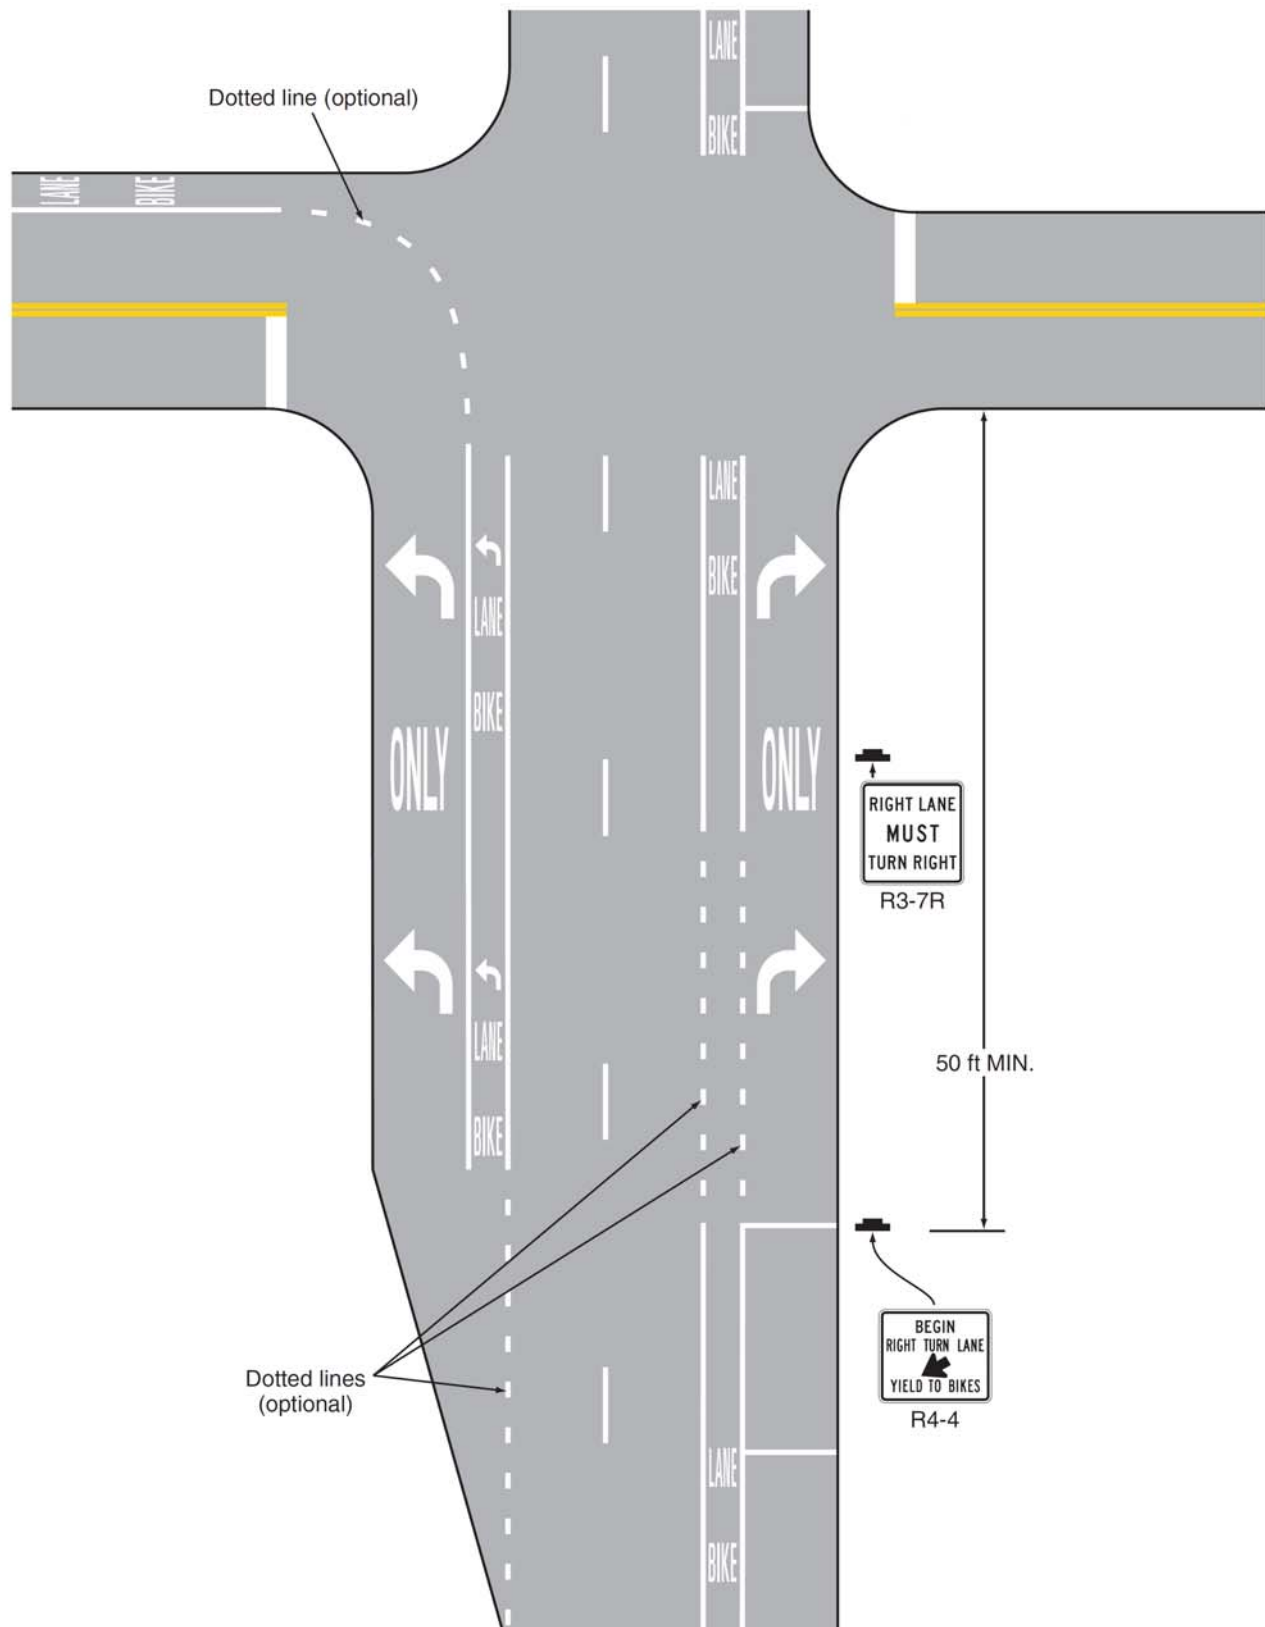 LANE
BIKE
Dotted line (optional)
LANE
BIKE
LANE
BIKE
LANE
BIKE
ONLY
ONLY
RIGHT LANE
MUST
TURN RIGHT
R3-7R
LANE
BIKE
50 ft MIN.
BEGIN
RIGHT TURN LANE
YIELD TO BIKES
R4-4
Dotted lines
(optional)
LANE
BIKE